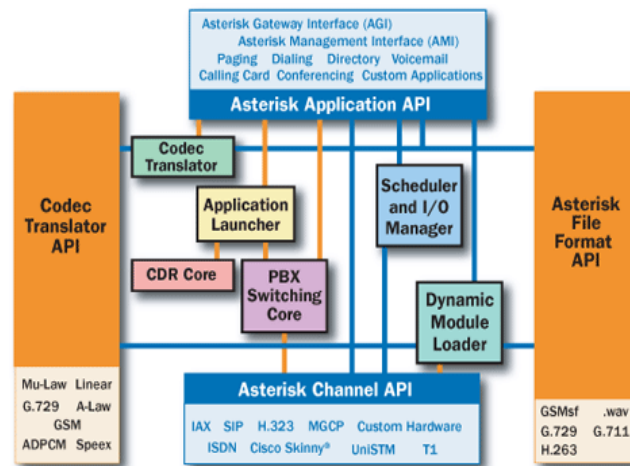 Asterisk Gateway Interface (AGI)
Asterisk Management Interface (AMI)
Paging Dialing Directory Voicemail
Calling Card Conferencing Custom Applications
Asterisk Application API
Codec
Translator
Application
Launcher
CDR Core
PBX
Switching
Core
Scheduler
and I/O
Manager
Dynamic
Module
Loader
Codec
Translator
API
Mu-Law Linear
G.729 A-Law
GSM
ADPCM Speex
Asterisk
File
Format
API
GSMsf .wav
G.729 G.711
H.263
Asterisk Channel API
IAX SIP H.323 MGCP Custom Hardware
ISDN Cisco Skinny® UniSTM T1